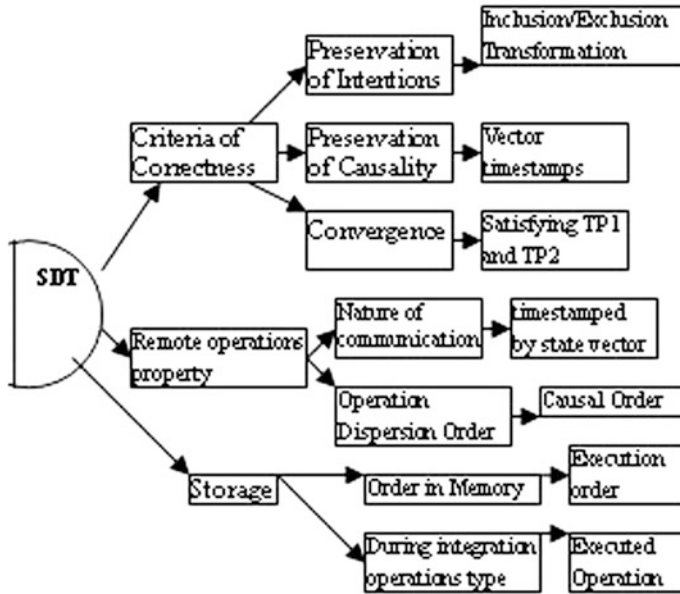 Inclusion/Exclusion
Transformation
Preservation
of Intentions
Criteria of
Correctness
Preservation
of Causality
Vector
timestamps
Convergence
Satisfying TP1
and TP2
SDT
Remote operations
property
Nature of
communication
timestamped
by state vector
Operation
Dispersion Order
Causal Order
Storage
Order in Memory
Execution
order
During integration
operations type
Executed
Operation